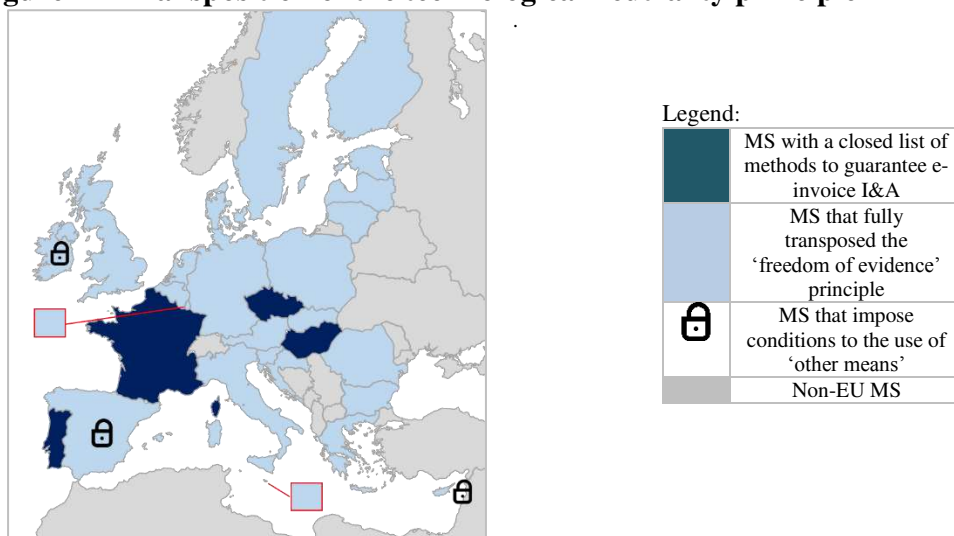 Legend:
MS with a closed list of
methods to guarantee e-
invoice I&A
MS that fully
transposed the
‘freedom of evidence’
principle
MS that impose
conditions to the use of
‘other means’
Non-EU MS